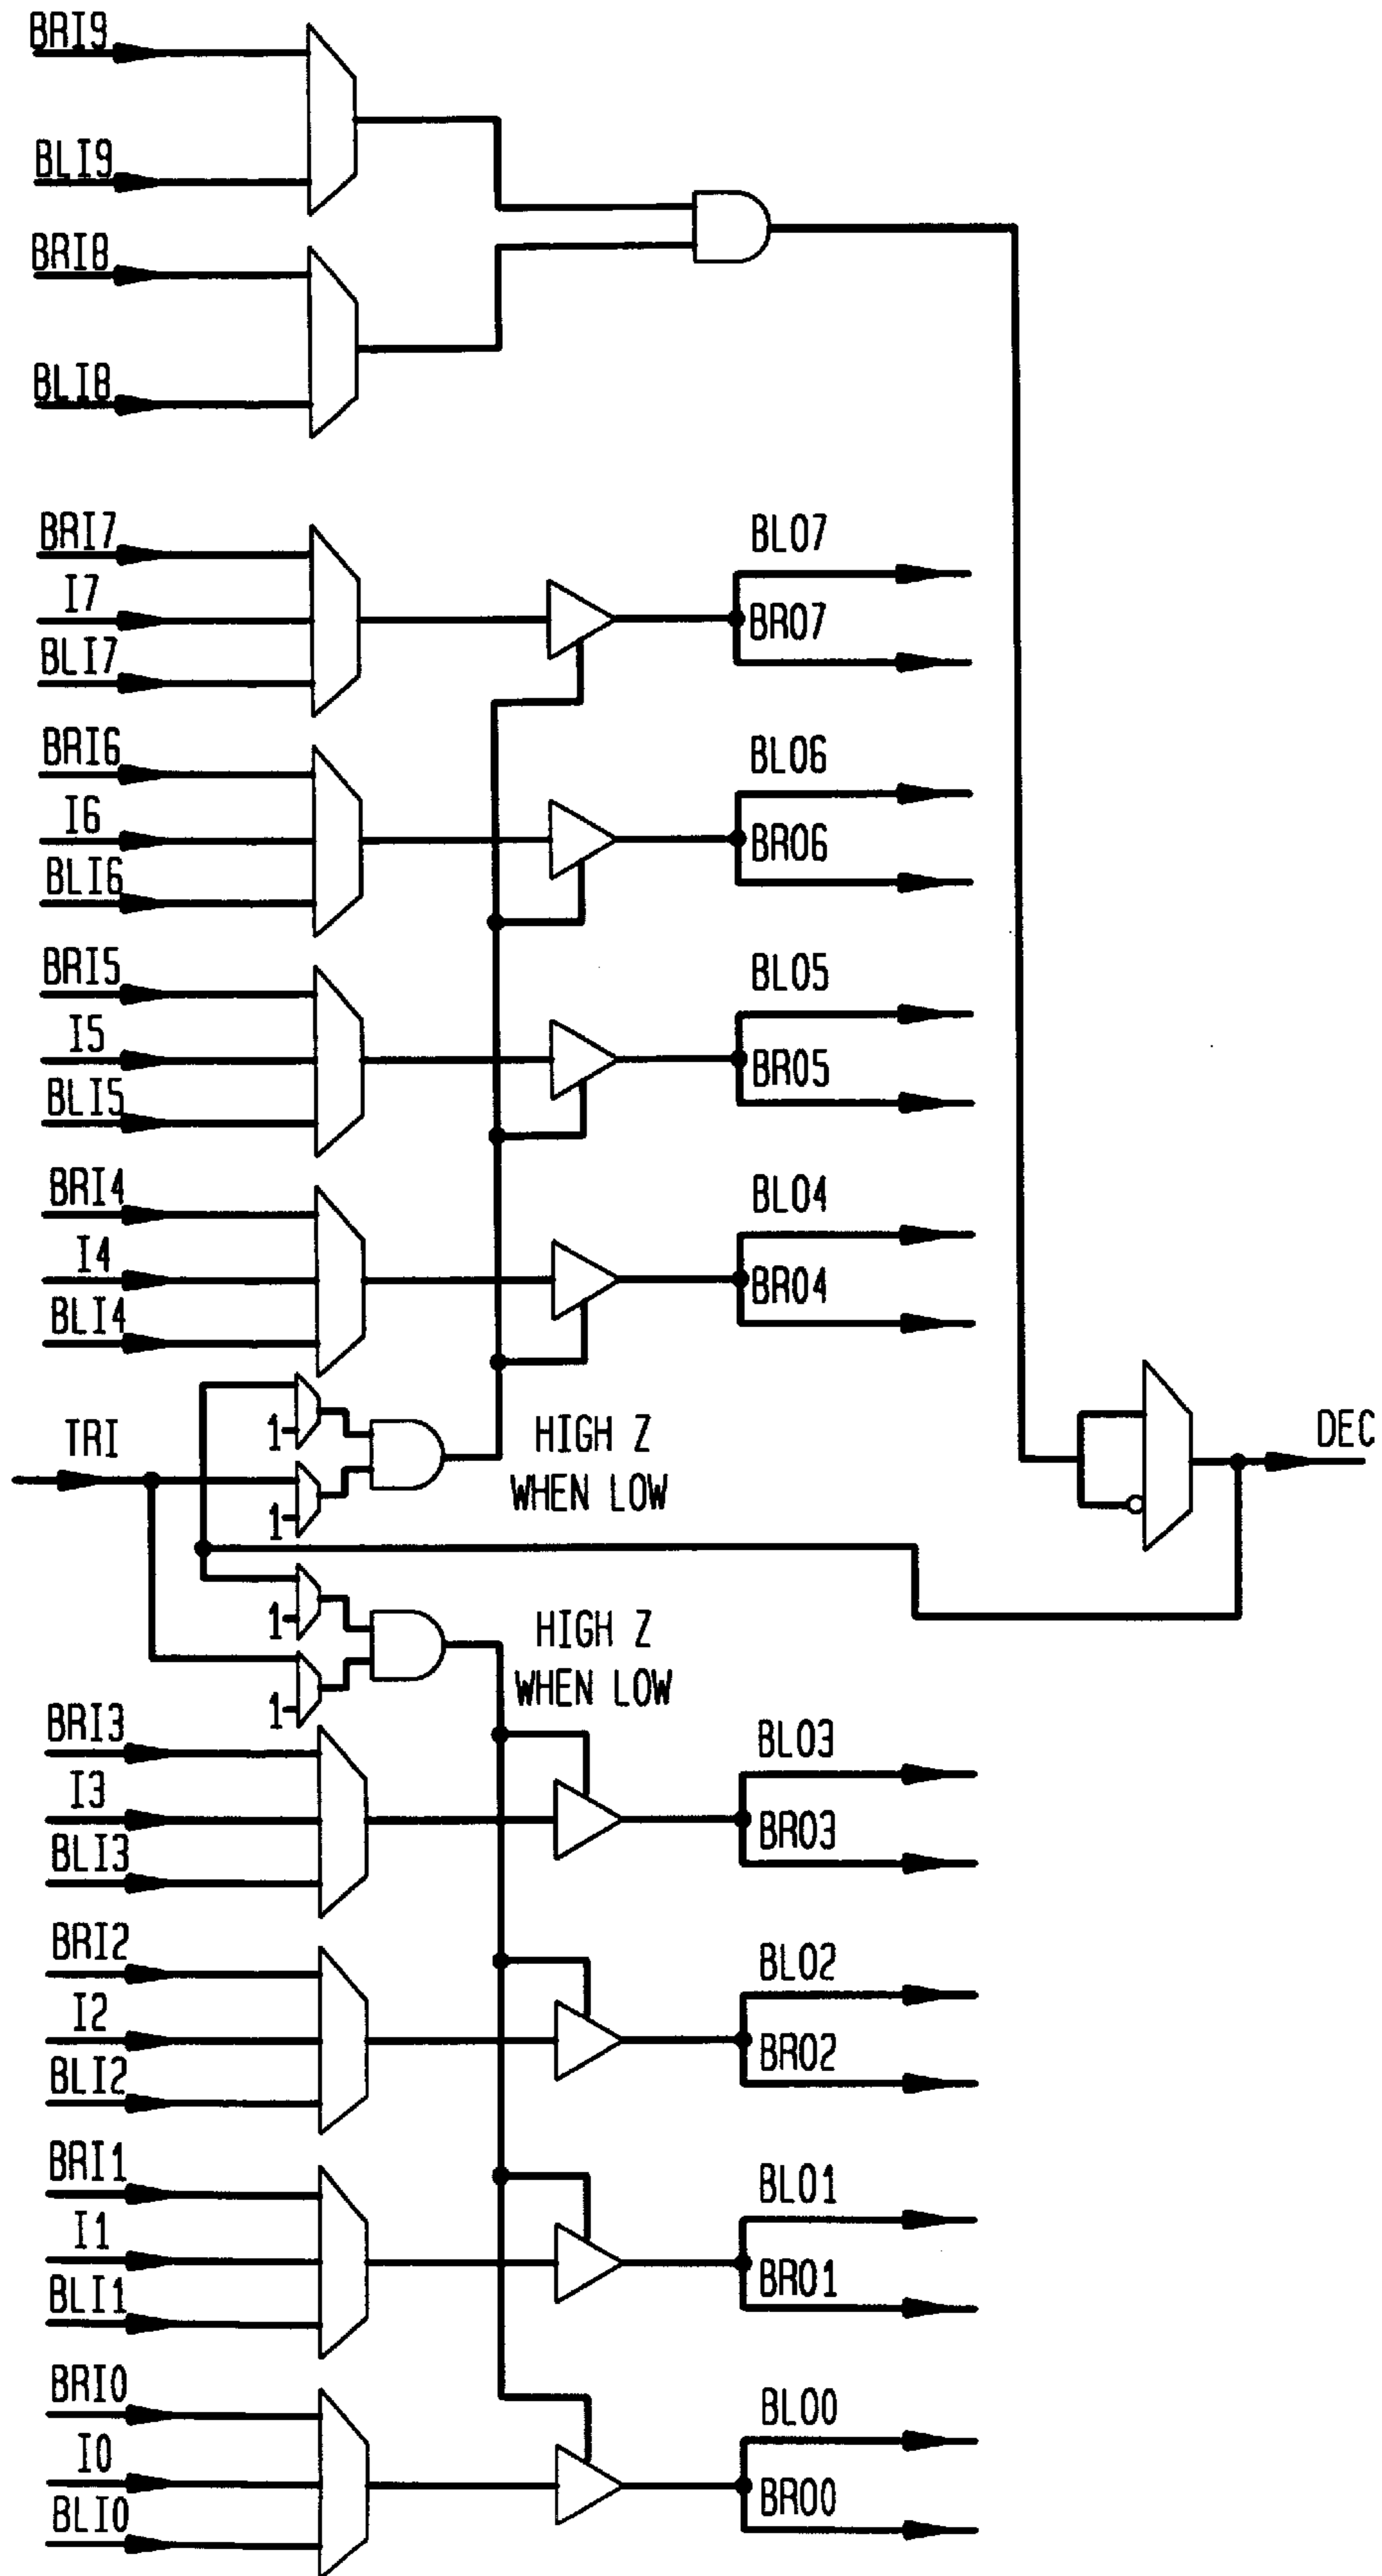 BRI9
BLI9
BRI8
BLI8
BRI7
I7
BLI7
BLO7
BRO7
BRI6
I6
BLI6
BLO6
BRO6
BRI5
I5
BLI5
BLO5
BRO5
BRI4
I4
BLI4
BLO4
BRO4
1
TRI
1
HIGH Z
WHEN LOW
DEC
1
1
HIGH Z
WHEN LOW
BRI3
I3
BLI3
BLO3
BRO3
BRI2
I2
BLI2
BLO2
BRO2
BRI1
I1
BLI1
BLO1
BRO1
BRI0
I0
BLI0
BLO0
BRO0